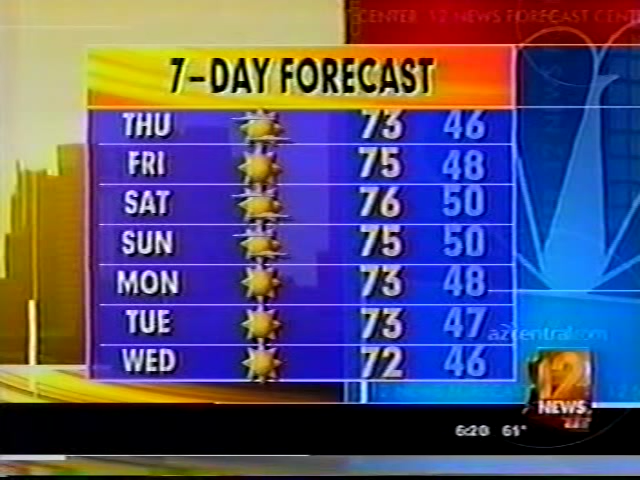 CENTER 12 NEWS FORECAST CENT
7-DAY FORECAST
THU 73 46
FRI 75 48
SAT 76 50
SUN 75 50
MON 73 48
TUE 73 47
WED 72 46
azcentral.com
12
NEWS
6:20 61°